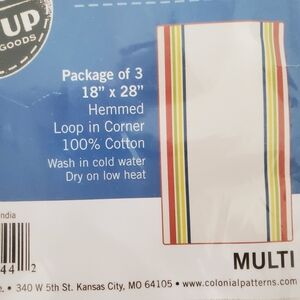 UP
GOODS
Package of 3
18" x 28"
Hemmed
Loop in Corner
100% Cotton
Wash in cold water
Dry on low heat
ndia
MULTI
44 2
e. • 340 W 5th St. Kansas City, MO 64105 • www.colonialpatterns.com